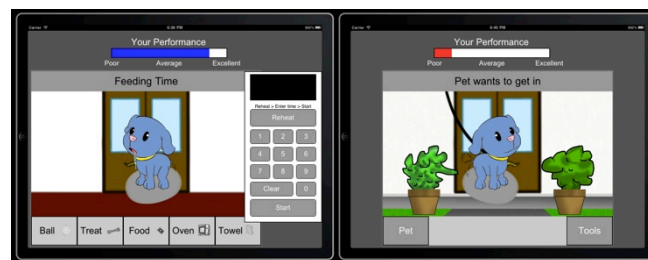 Carrier
Your Performance
Poor Average Excellent
Feeding Time
Reheat > Enter time > Start
Reheat
1 2 3
4 5 6
7 8 9
Clear 0
Start
Ball Treat Food Oven Towel
Carrier
Your Performance
Poor Average Excellent
Pet wants to get in
Pet Tools